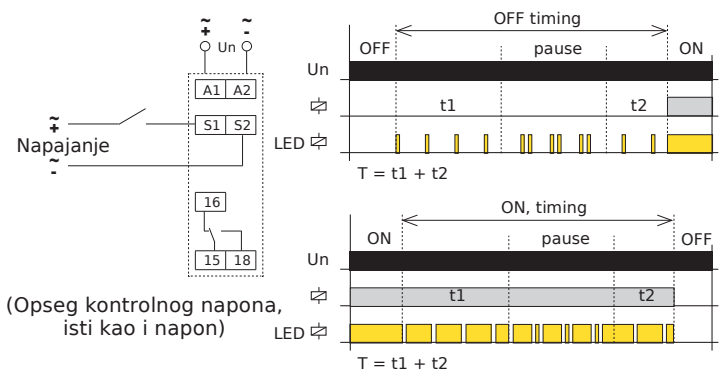 ~ ~
+ -
Un
A1 A2
~
+
S1 S2
Napajanje
~
-
16
15 18
(Opseg kontrolnog napona,
isti kao i napon)
OFF timing
OFF pause ON
Un
t1 t2
LED
T = t1 + t2
ON, timing
ON pause OFF
Un
t1 t2
LED
T = t1 + t2